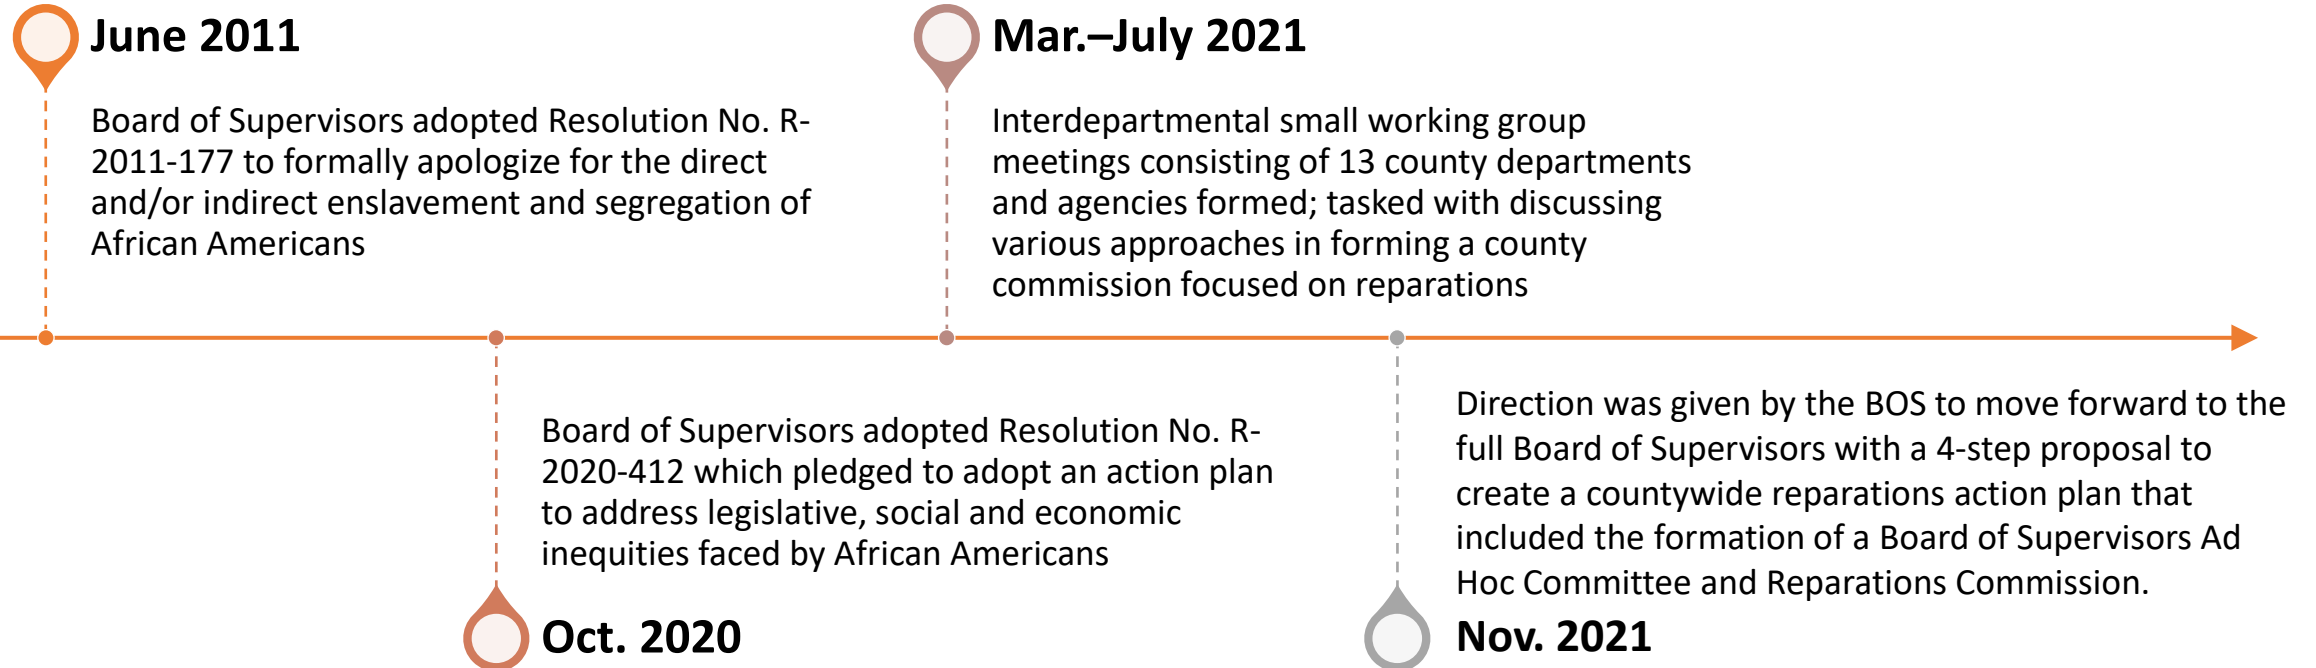 June 2011
Board of Supervisors adopted Resolution No. R-
2011-177 to formally apologize for the direct
and/or indirect enslavement and segregation of
African Americans
Board of Supervisors adopted Resolution No. R-
2020-412 which pledged to adopt an action plan
to address legislative, social and economic
inequities faced by African Americans
Oct. 2020
Mar.–July 2021
Interdepartmental small working group
meetings consisting of 13 county departments
and agencies formed; tasked with discussing
various approaches in forming a county
commission focused on reparations
Direction was given by the BOS to move forward to the
full Board of Supervisors with a 4-step proposal to
create a countywide reparations action plan that
included the formation of a Board of Supervisors Ad
Hoc Committee and Reparations Commission.
Nov. 2021